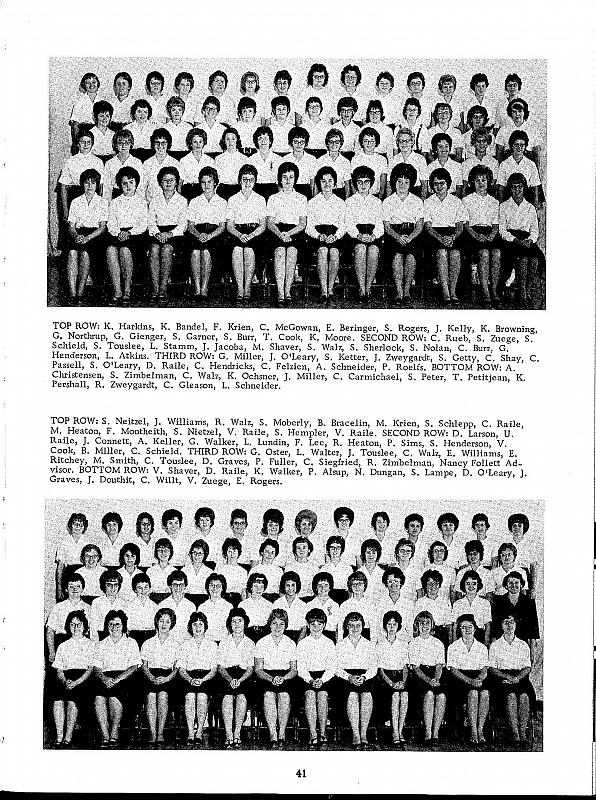 TOP ROW: K. Harkins, K. Bandel, F. Krien, C. McGowan, E. Beringer, S. Rogers, J. Kelly, K. Browning,
G. Northrup, G. Gienger, S. Garner, S. Burr, T. Cook, K. Moore. SECOND ROW: C. Rueb, S. Zuege, S.
Schield, S. Touslee, L. Stamm, J. Jacoba, M. Shaver, S. Walz, S. Sherlock, S. Nolan, C. Burr, G.
Henderson, L. Atkins. THIRD ROW: G. Miller, J. O'Leary, S. Ketter, J. Zweygardt, S. Getty, C. Shay, C.
Passell, S. O'Leary, D. Raile, C. Hendricks, C. Felzien, A. Schneider, P. Roelfs. BOTTOM ROW: A.
Christensen, S. Zimbelman, C. Walz, K. Ochsner, J. Miller, C. Carmichael, S. Peter, T. Petitjean, K.
Pershall, R. Zweygardt, C. Gleason, L. Schneider.
TOP ROW: S. Neitzel, J. Williams, R. Walz, S. Moberly, B. Bracelin, M. Krien, S. Schlepp, C. Raile,
M. Heaton, F. Montheith, S. Nietzel, V. Raile, S. Hempler, V. Raile. SECOND ROW: D. Larson, U.
Raile, J. Connett, A. Keller, G. Walker, L. Lundin, F. Lee, R. Heaton, P. Sims, S. Henderson, V.
Cook, B. Miller, C. Schield. THIRD ROW: G. Oster, L. Walter, J. Touslee, C. Walz, E. Williams, E.
Ritchey, M. Smith, C. Touslee, D. Graves, P. Fuller, C. Siegfried, R. Zimbelman, Nancy Follett Ad-
visor. BOTTOM ROW: V. Shaver, D. Raile, K. Walker, P. Alsup, N. Dungan, S. Lampe, D. O'Leary, J.
Graves, J. Douthit, C. Willt, V. Zuege, E. Rogers.
41